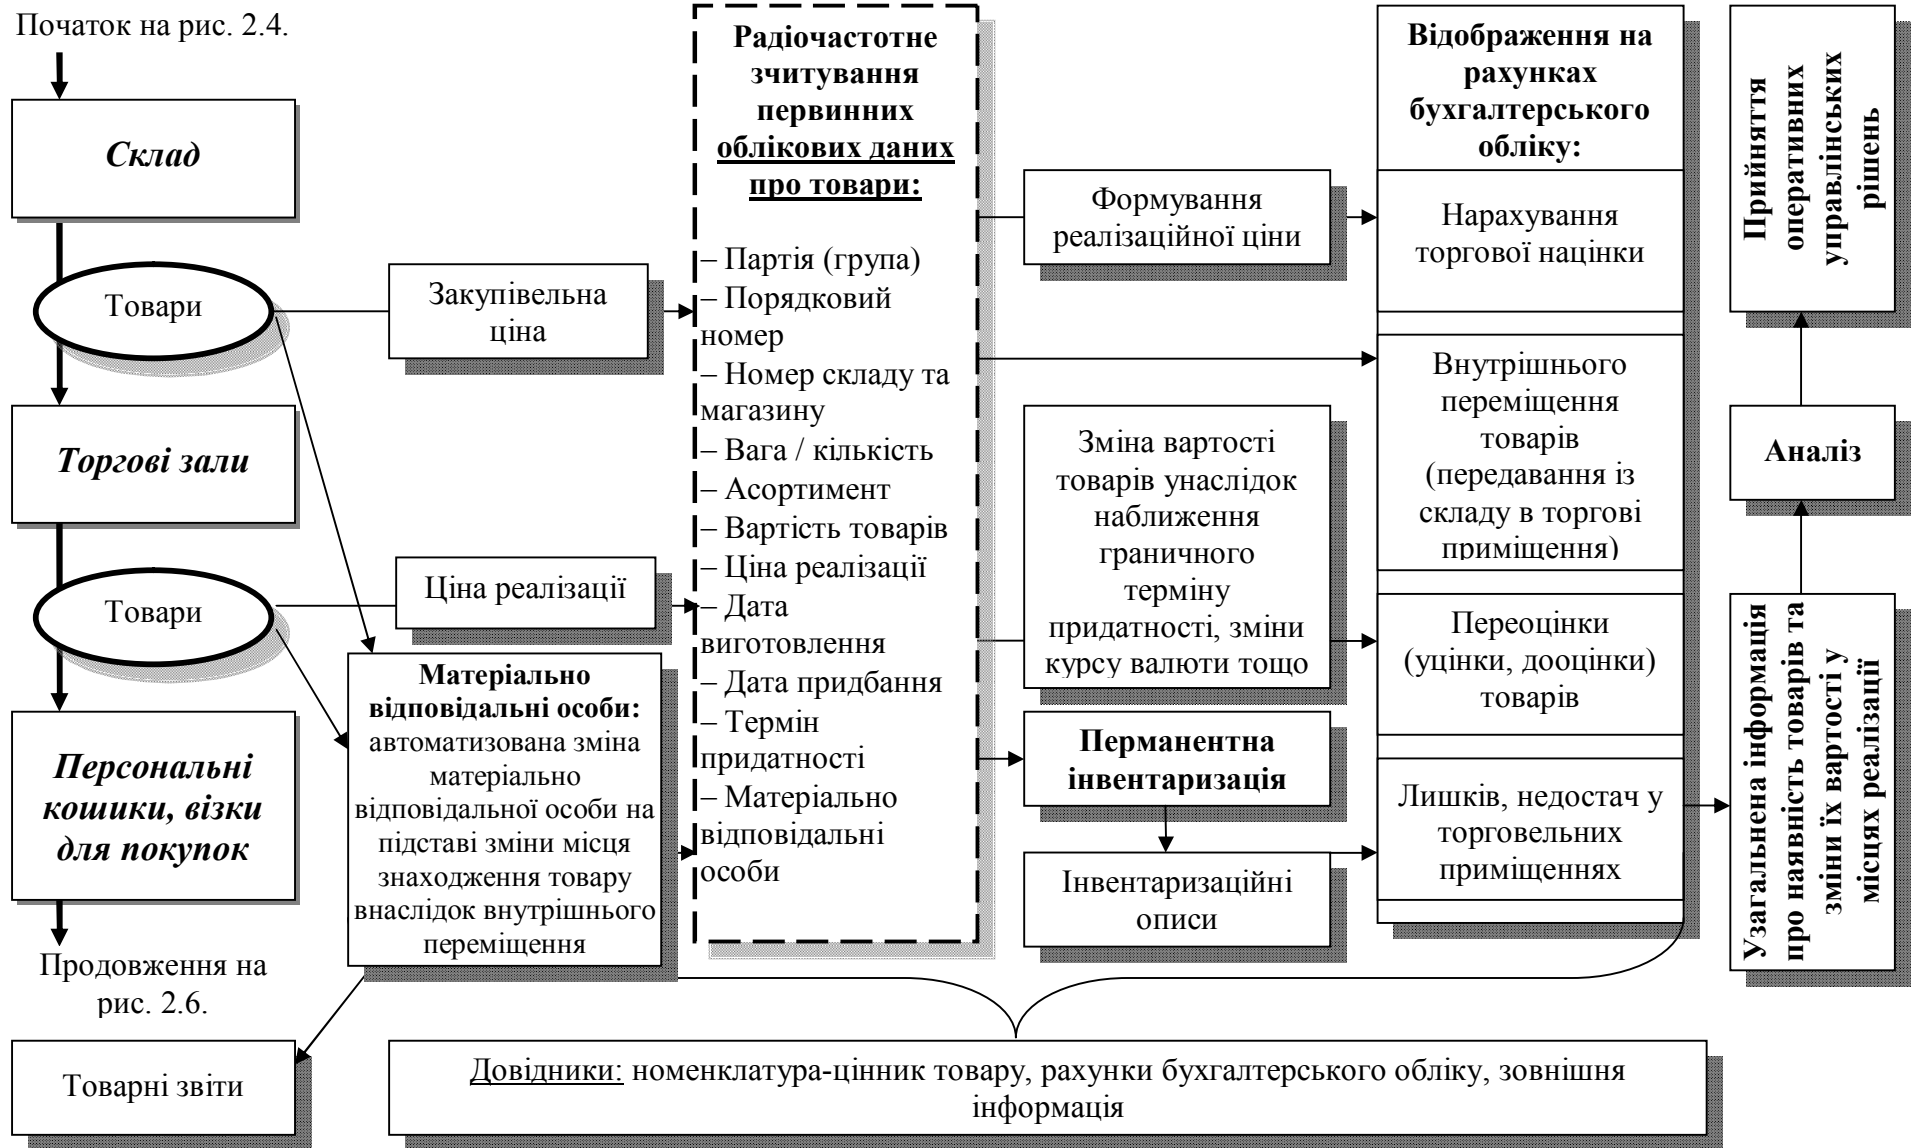 Початок на рис. 2.4.
Склад
Товари
Торгові зали
Товари
Персональні
кошики, візки
для покупок
Продовження на
рис. 2.6.
Товарні звіти
Закупівельна
ціна
Ціна реалізації
Матеріально
відповідальні особи:
автоматизована зміна
матеріально
відповідальної особи на
підставі зміни місця
знаходження товару
внаслідок внутрішнього
переміщення
Радіочастотне
зчитування
первинних
облікових даних
про товари:
– Партія (група)
– Порядковий
номер
– Номер складу та
магазину
– Вага / кількість
– Асортимент
– Вартість товарів
– Ціна реалізації
– Дата
виготовлення
– Дата придбання
– Термін
придатності
– Матеріально
відповідальні
особи
Формування
реалізаційної ціни
Зміна вартості
товарів унаслідок
наближення
граничного
терміну
придатності, зміни
курсу валюти тощо
Перманентна
інвентаризація
Інвентаризаційні
описи
Відображення на
рахунках
бухгалтерського
обліку:
Нарахування
торгової націнки
Внутрішнього
переміщення
товарів
(передавання із
складу в торгові
приміщення)
Переоцінки
(уцінки, дооцінки)
товарів
Лишків, недостач у
торговельних
приміщеннях
Прийняття
оперативних
управлінських
рішень
Аналіз
Узагальнена інформація
про наявність товарів та
зміни їх вартості у
місцях реалізації
Довідники: номенклатура-цінник товару, рахунки бухгалтерського обліку, зовнішня
інформація